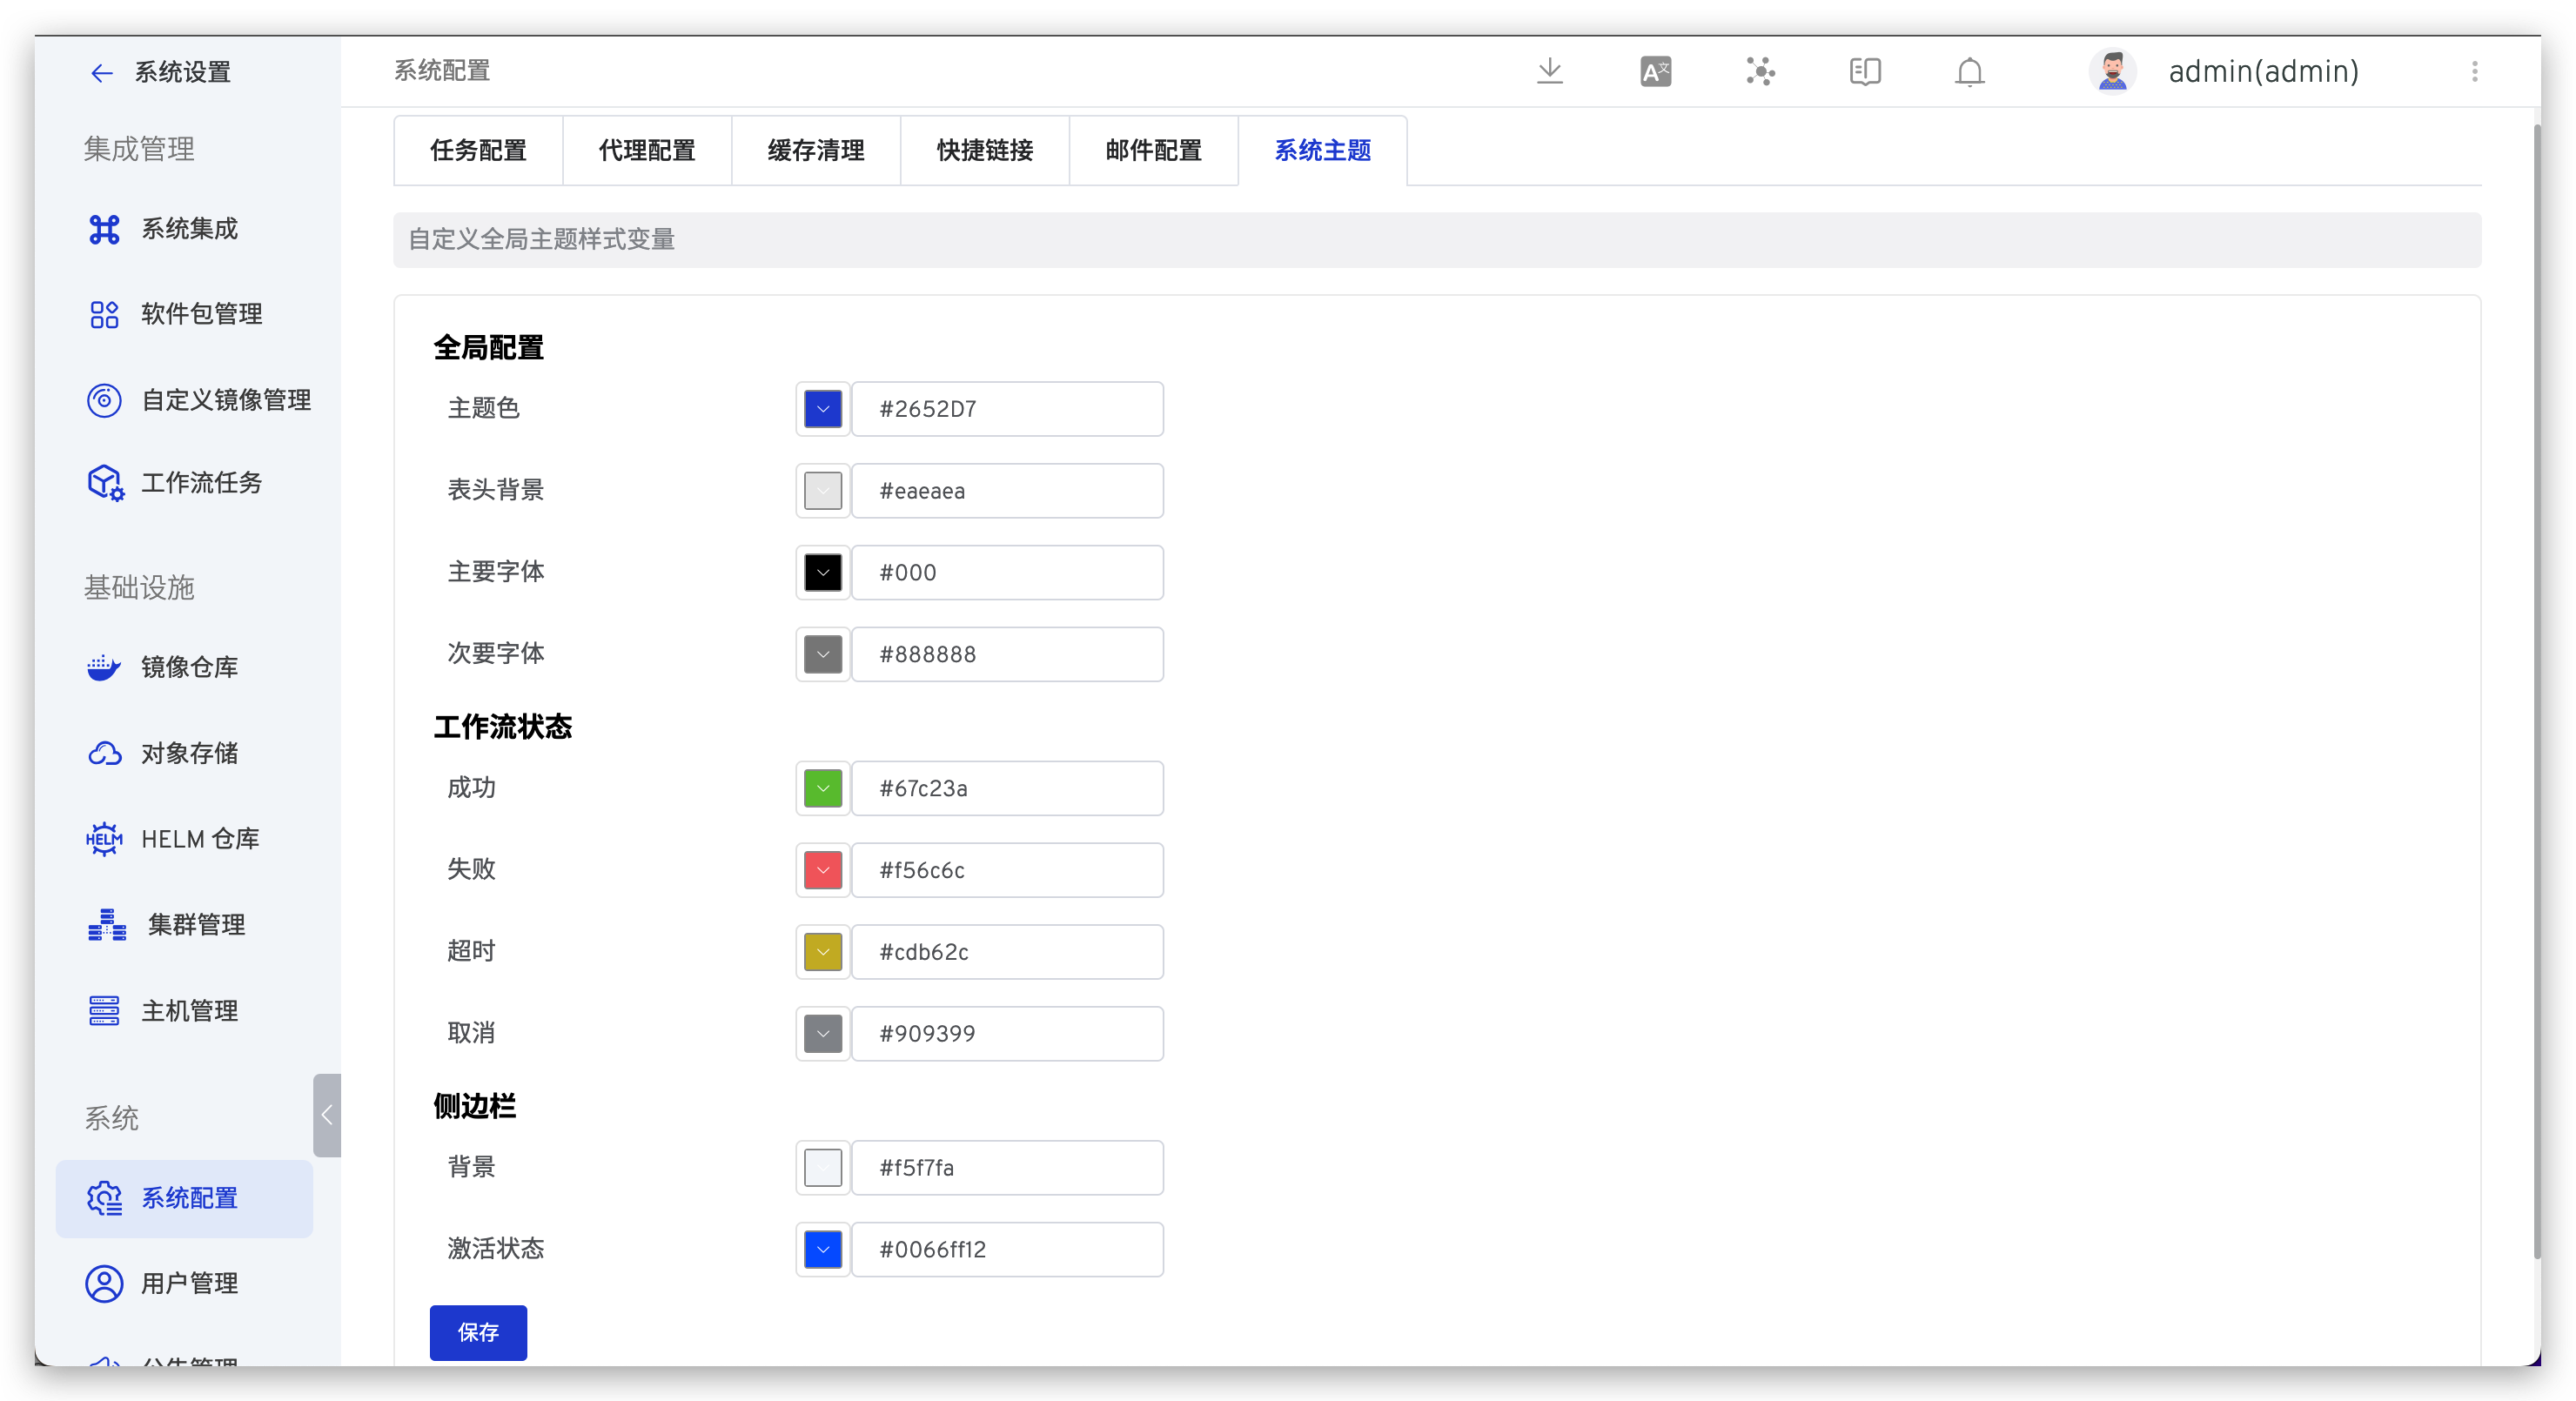 系统设置
集成管理
系统集成
软件包管理
自定义镜像管理
工作流任务
基础设施
镜像仓库
对象存储
HELM 仓库
集群管理
主机管理
系统
系统配置
用户管理
公告管理
系统配置
admin(admin)
任务配置
代理配置
缓存清理
快捷链接
邮件配置
系统主题
自定义全局主题样式变量
全局配置
主题色 #2652D7
表头背景 #eaeaea
主要字体 #000
次要字体 #888888
工作流状态
成功 #67c23a
失败 #f56c6c
超时 #cdb62c
取消 #909399
侧边栏
背景 #f5f7fa
激活状态 #0066ff12
保存